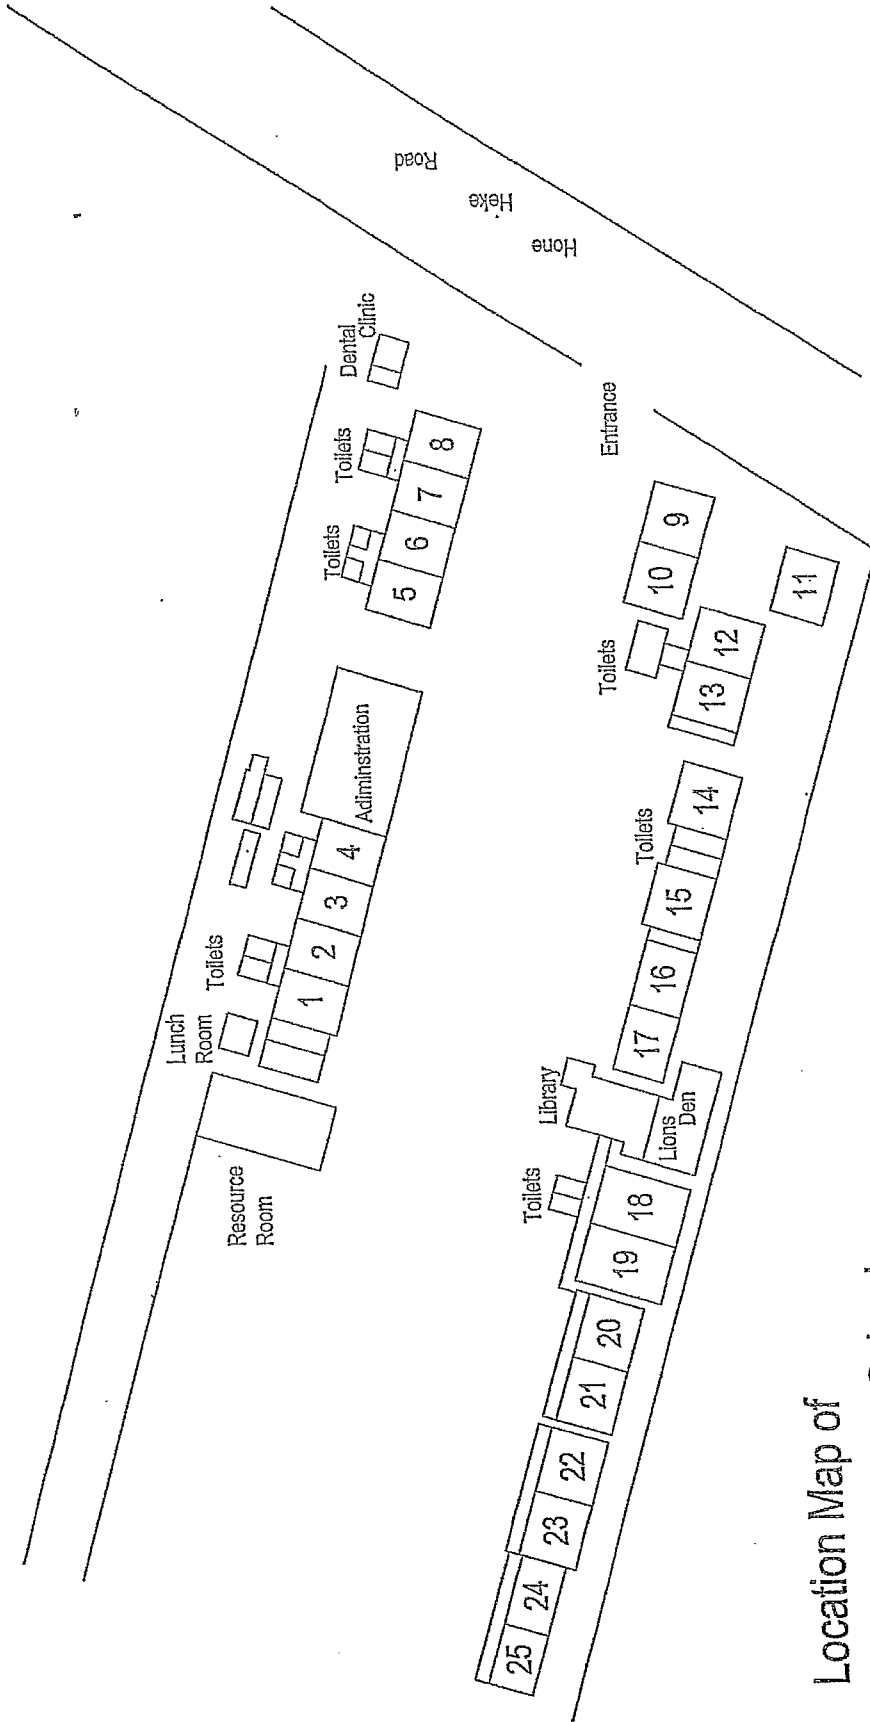 Road
Heke
Hone
Dental
Clinic
Toilets
Toilets
8
7
6
5
Entrance
9
10
11
Toilets
12
13
Adiminstration
4
3
2
1
Toilets
Lunch
Room
Resource
Room
14
Toilets
15
16
17
Library
Lions
Den
Toilets
18
19
20
21
22
23
24
25
Location Map of